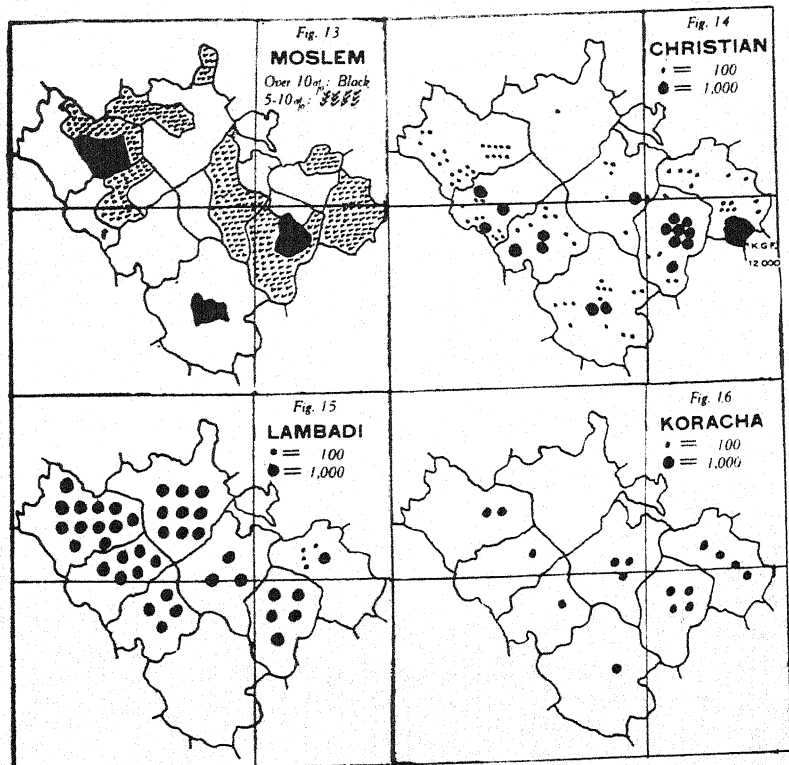 Fig. 13
MOSLEM
Over 10%: Black
5-10%:
Fig. 14
CHRISTIAN
= 100
= 1,000
K.G.F.
12 000
Fig. 15
LAMBADI
= 100
= 1,000
Fig. 16
KORACHA
= 100
= 1,000